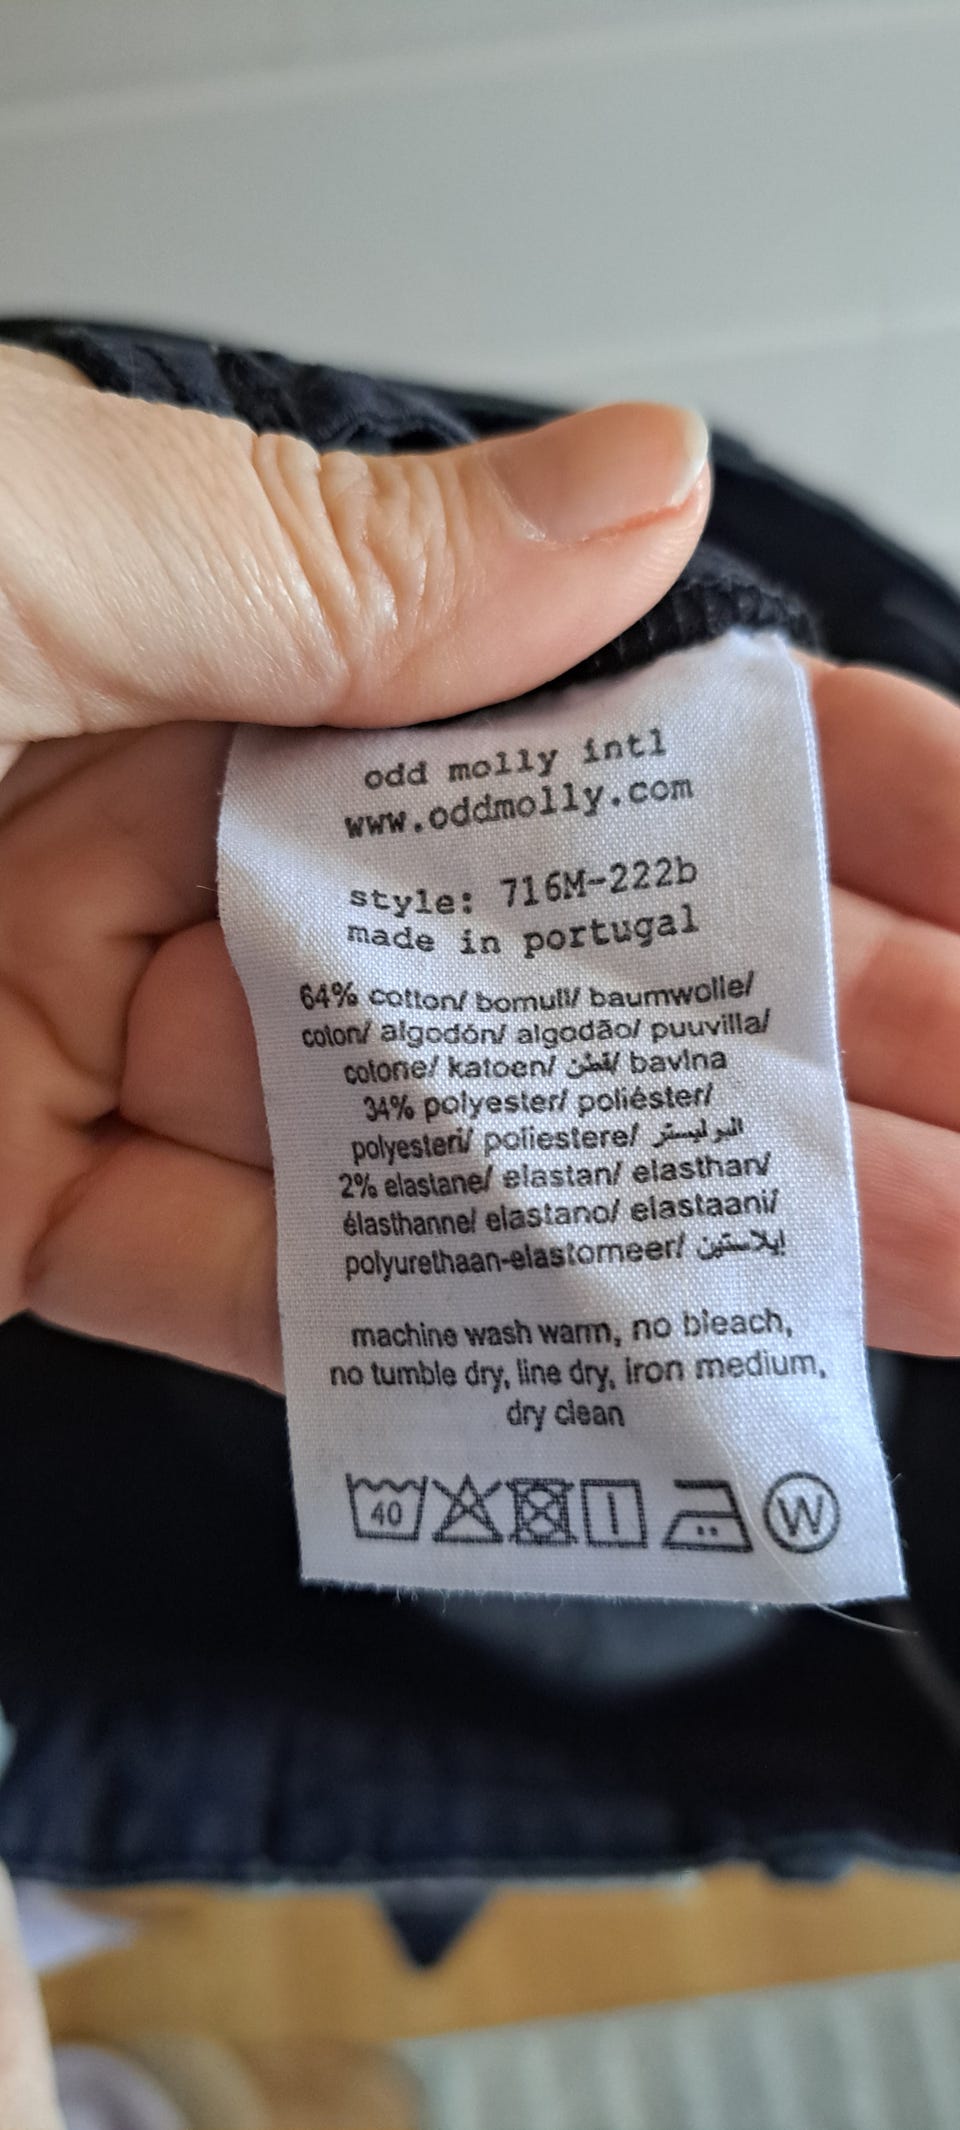 odd molly intl
www.oddmolly.com
style: 716M-222b
made in portugal
64% cotton/ bomull/ baumwolle/
coton/ algodón/ algodão/ puuvilla/
cotone/ katoen/ قطن/ bavlna
34% polyester/ poliéster/
polyesteri/ poliestere/ البوليستر
2% elastane/ elastan/ elasthan/
élasthanne/ elastano/ elastaani/
polyurethaan-elastomeer/ إيلاستين
machine wash warm, no bleach,
no tumble dry, line dry, iron medium,
dry clean
40 W